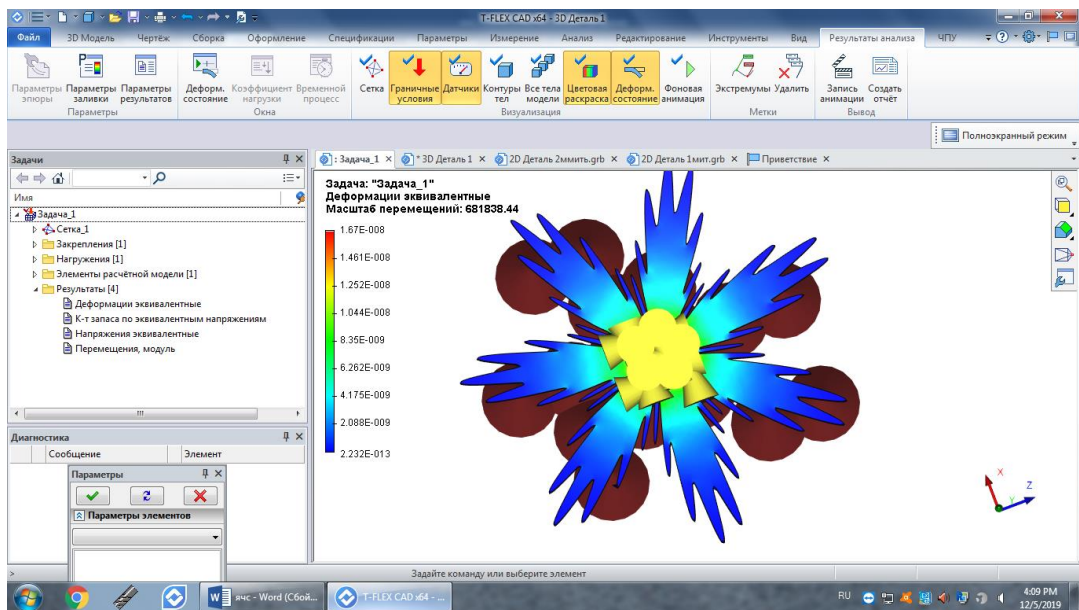 T-FLEX CAD x64 - 3D Деталь 1
Файл 3D Модель Чертёж Сборка Оформление Спецификации Параметры Измерение Анализ Редактирование Инструменты Вид Результаты анализа ЧПУ
Параметры эпюры
Параметры заливки
Параметры результатов
Параметры
Деформ. состояние
Коэффициент нагрузки
Временной процесс
Окна
Сетка
Граничные условия
Датчики
Контуры тел
Все тела модели
Цветовая раскраска
Деформ. состояние
Фоновая анимация
Визуализация
Экстремумы
Удалить
Метки
Запись анимации
Создать отчёт
Вывод
Полноэкранный режим
Задачи
: Задача_1 * 3D Деталь 1 2D Деталь 2ммить.grb 2D Деталь 1мит.grb Приветствие
Имя
Задача_1
Сетка_1
Закрепления [1]
Нагружения [1]
Элементы расчётной модели [1]
Результаты [4]
Деформации эквивалентные
К-т запаса по эквивалентным напряжениям
Напряжения эквивалентные
Перемещения, модуль
Задача: "Задача_1"
Деформации эквивалентные
Масштаб перемещений: 681838.44
1.67E-008
1.461E-008
1.252E-008
1.044E-008
8.35E-009
6.262E-009
4.175E-009
2.088E-009
2.232E-013
X
Y
Z
Диагностика
Сообщение Элемент
Параметры
Параметры элементов
Задайте команду или выберите элемент
ячс - Word (Сбой...
T-FLEX CAD x64 - ...
RU
4:09 PM
12/5/2019